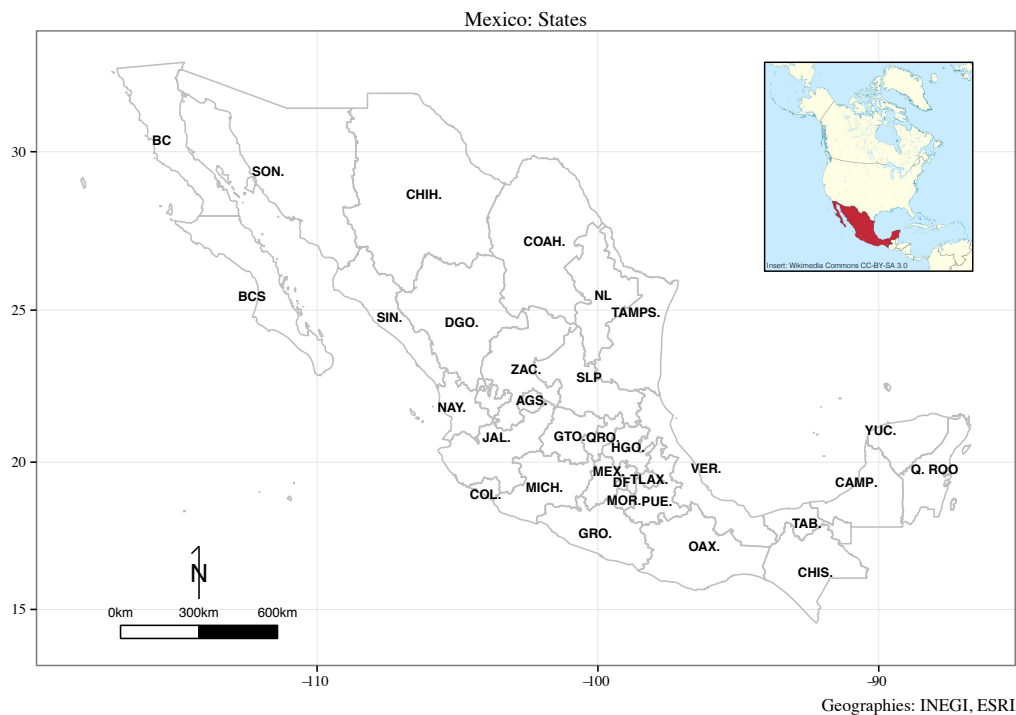 Mexico: States
30
25
20
15
BC
SON.
CHIH.
COAH.
BCS
NL
TAMPS.
SIN.
DGO.
ZAC.
SLP
AGS.
NAY.
YUC.
JAL.
GTO.
QRO.
HGO.
VER.
Q. ROO
MEX.
TLAX.
DF
CAMP.
COL.
MICH.
MOR.
PUE.
TAB.
GRO.
OAX.
CHIS.
Insert: Wikimedia Commons CC-BY-SA 3.0
N
0km 300km 600km
−110 −100 −90
Geographies: INEGI, ESRI